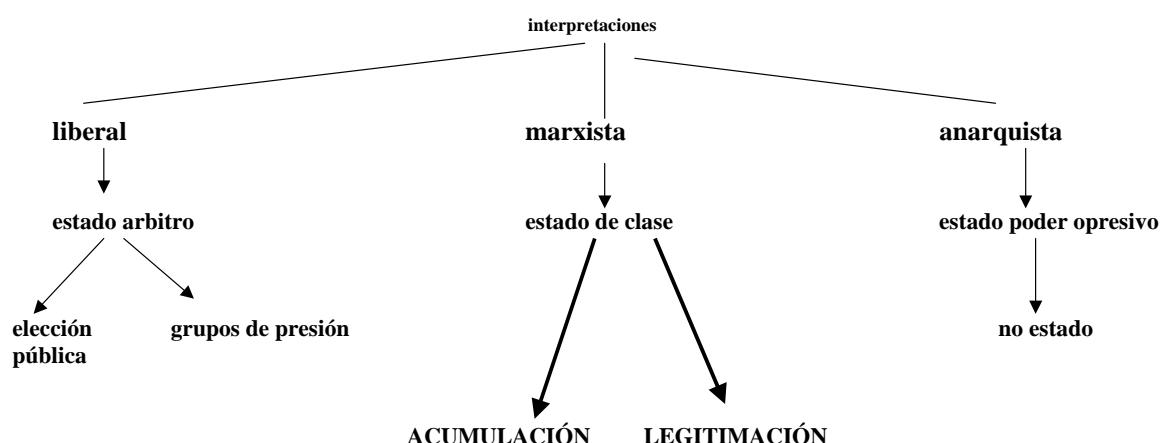 interpretaciones
liberal
marxista
anarquista
estado arbitro
estado de clase
estado poder opresivo
elección
pública
grupos de presión
no estado
ACUMULACIÓN
LEGITIMACIÓN